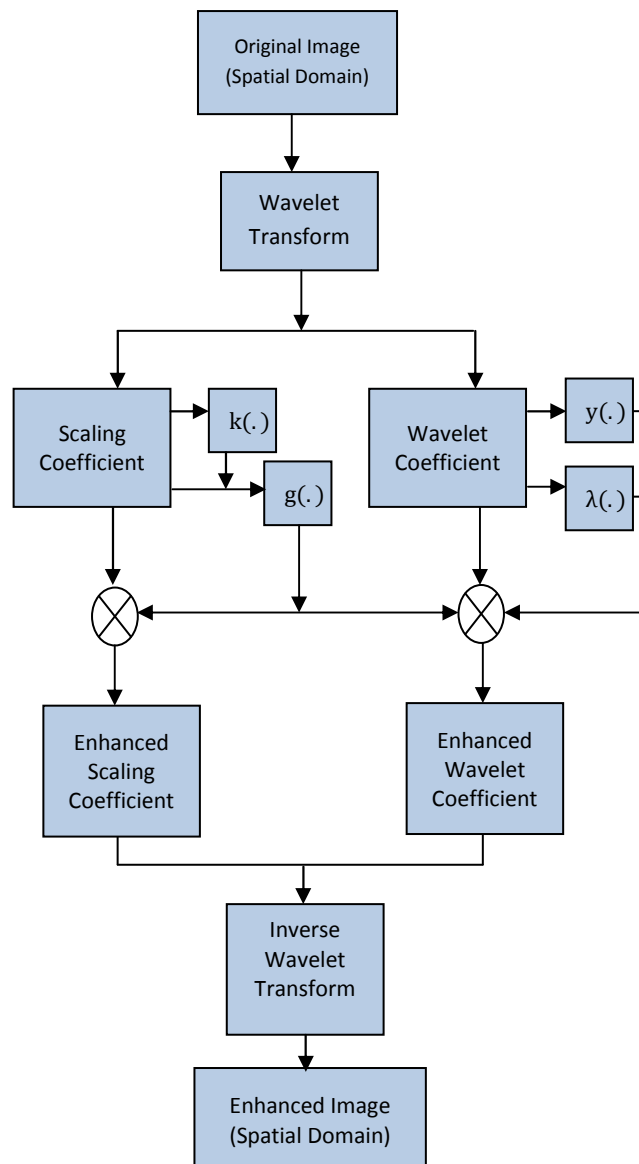 Original Image
(Spatial Domain)
Wavelet
Transform
Scaling
Coefficient
k(.)
g(.)
Wavelet
Coefficient
y(.)
λ(.)
Enhanced
Scaling
Coefficient
Enhanced
Wavelet
Coefficient
Inverse
Wavelet
Transform
Enhanced Image
(Spatial Domain)